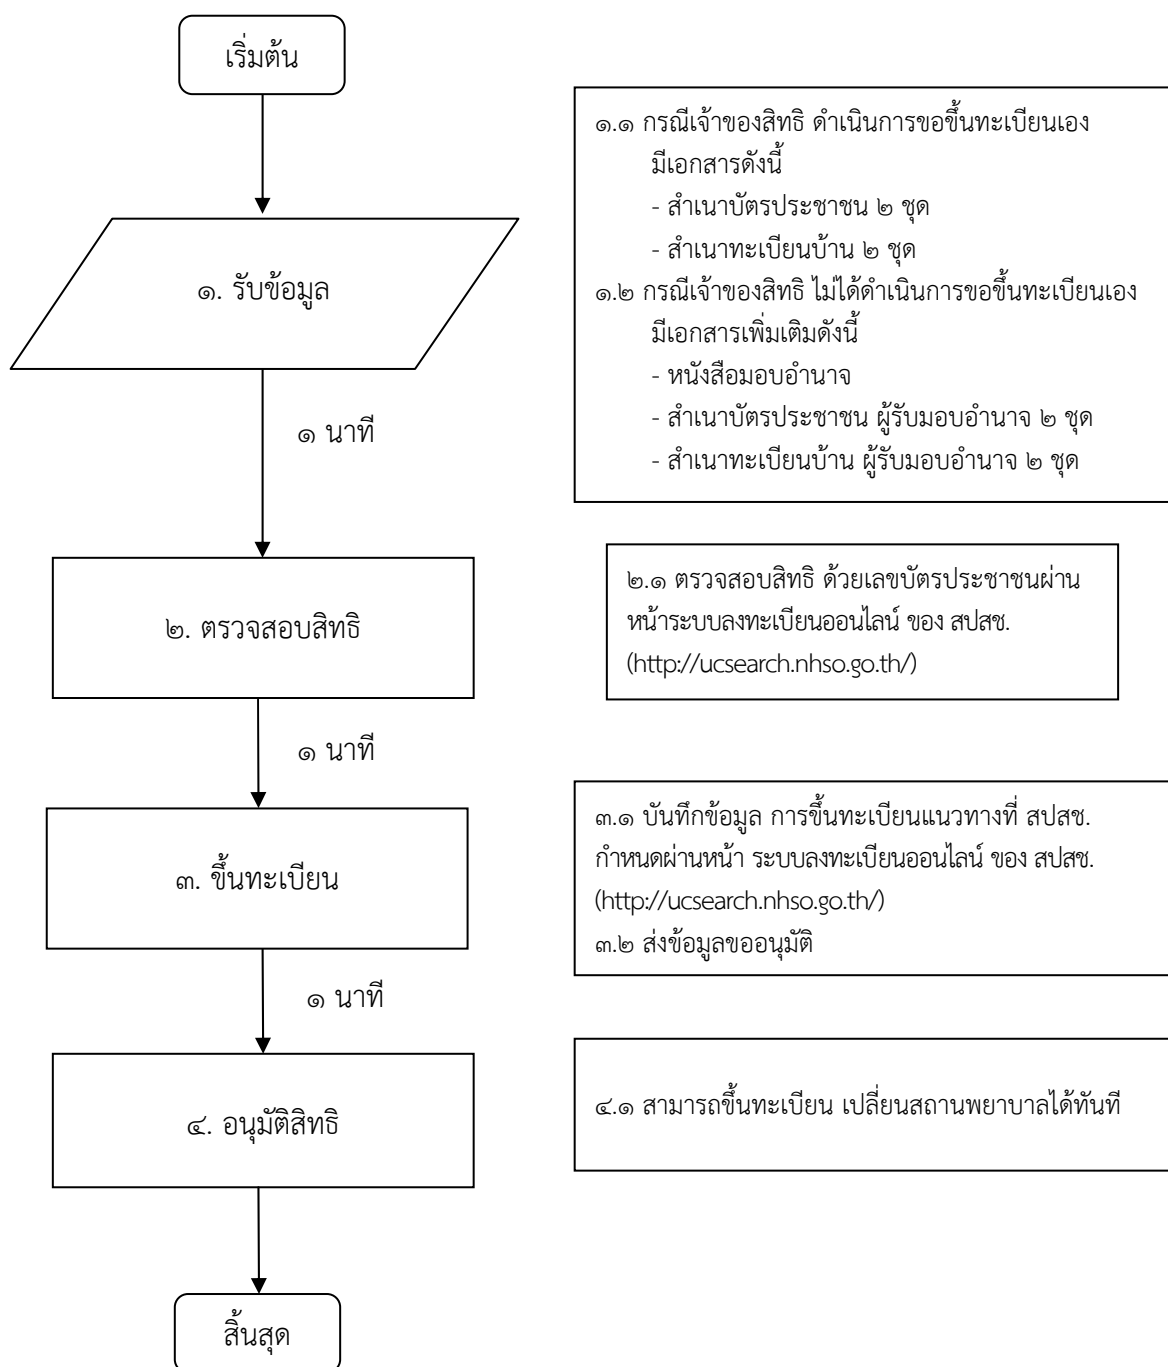 เริ่มต้น
๑. รับข้อมูล
๑.๑ กรณีเจ้าของสิทธิ ดำเนินการขอขึ้นทะเบียนเอง
มีเอกสารดังนี้
- สำเนาบัตรประชาชน ๒ ชุด
- สำเนาทะเบียนบ้าน ๒ ชุด
๑.๒ กรณีเจ้าของสิทธิ ไม่ได้ดำเนินการขอขึ้นทะเบียนเอง
มีเอกสารเพิ่มเติมดังนี้
- หนังสือมอบอำนาจ
- สำเนาบัตรประชาชน ผู้รับมอบอำนาจ ๒ ชุด
- สำเนาทะเบียนบ้าน ผู้รับมอบอำนาจ ๒ ชุด
๑ นาที
๒. ตรวจสอบสิทธิ
๒.๑ ตรวจสอบสิทธิ ด้วยเลขบัตรประชาชนผ่าน
หน้าระบบลงทะเบียนออนไลน์ ของ สปสช.
(http://ucsearch.nhso.go.th/)
๑ นาที
๓. ขึ้นทะเบียน
๓.๑ บันทึกข้อมูล การขึ้นทะเบียนแนวทางที่ สปสช.
กำหนดผ่านหน้า ระบบลงทะเบียนออนไลน์ ของ สปสช.
(http://ucsearch.nhso.go.th/)
๓.๒ ส่งข้อมูลขออนุมัติ
๑ นาที
๔. อนุมัติสิทธิ
๔.๑ สามารถขึ้นทะเบียน เปลี่ยนสถานพยาบาลได้ทันที
สิ้นสุด